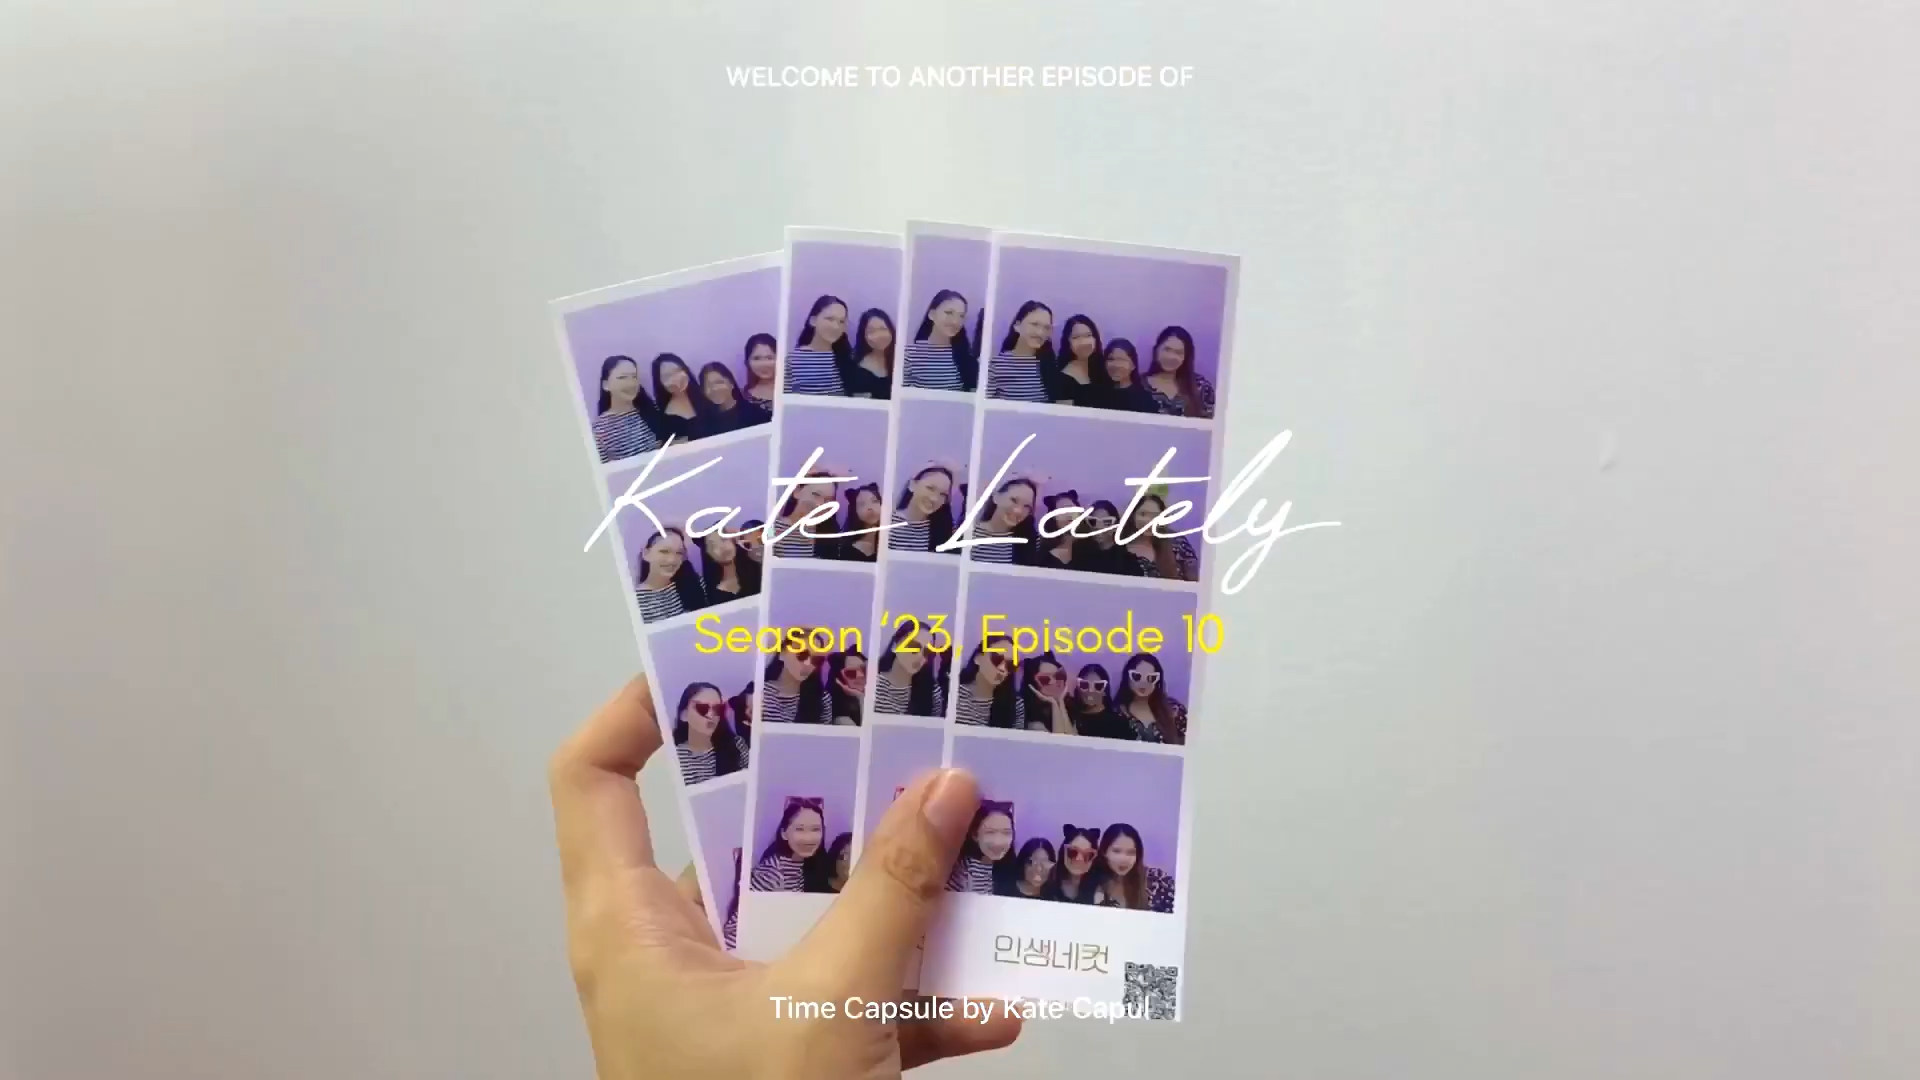 WELCOME TO ANOTHER EPISODE OF
Kate Lately
Season ‘23, Episode 10
인생네컷
Time Capsule by Kate Capul